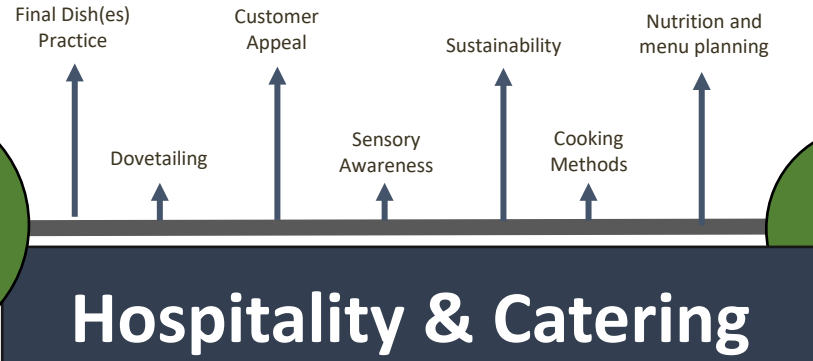 Final Dish(es)
Practice
Dovetailing
Customer
Appeal
Sensory
Awareness
Sustainability
Cooking
Methods
Nutrition and
menu planning
Hospitality & Catering